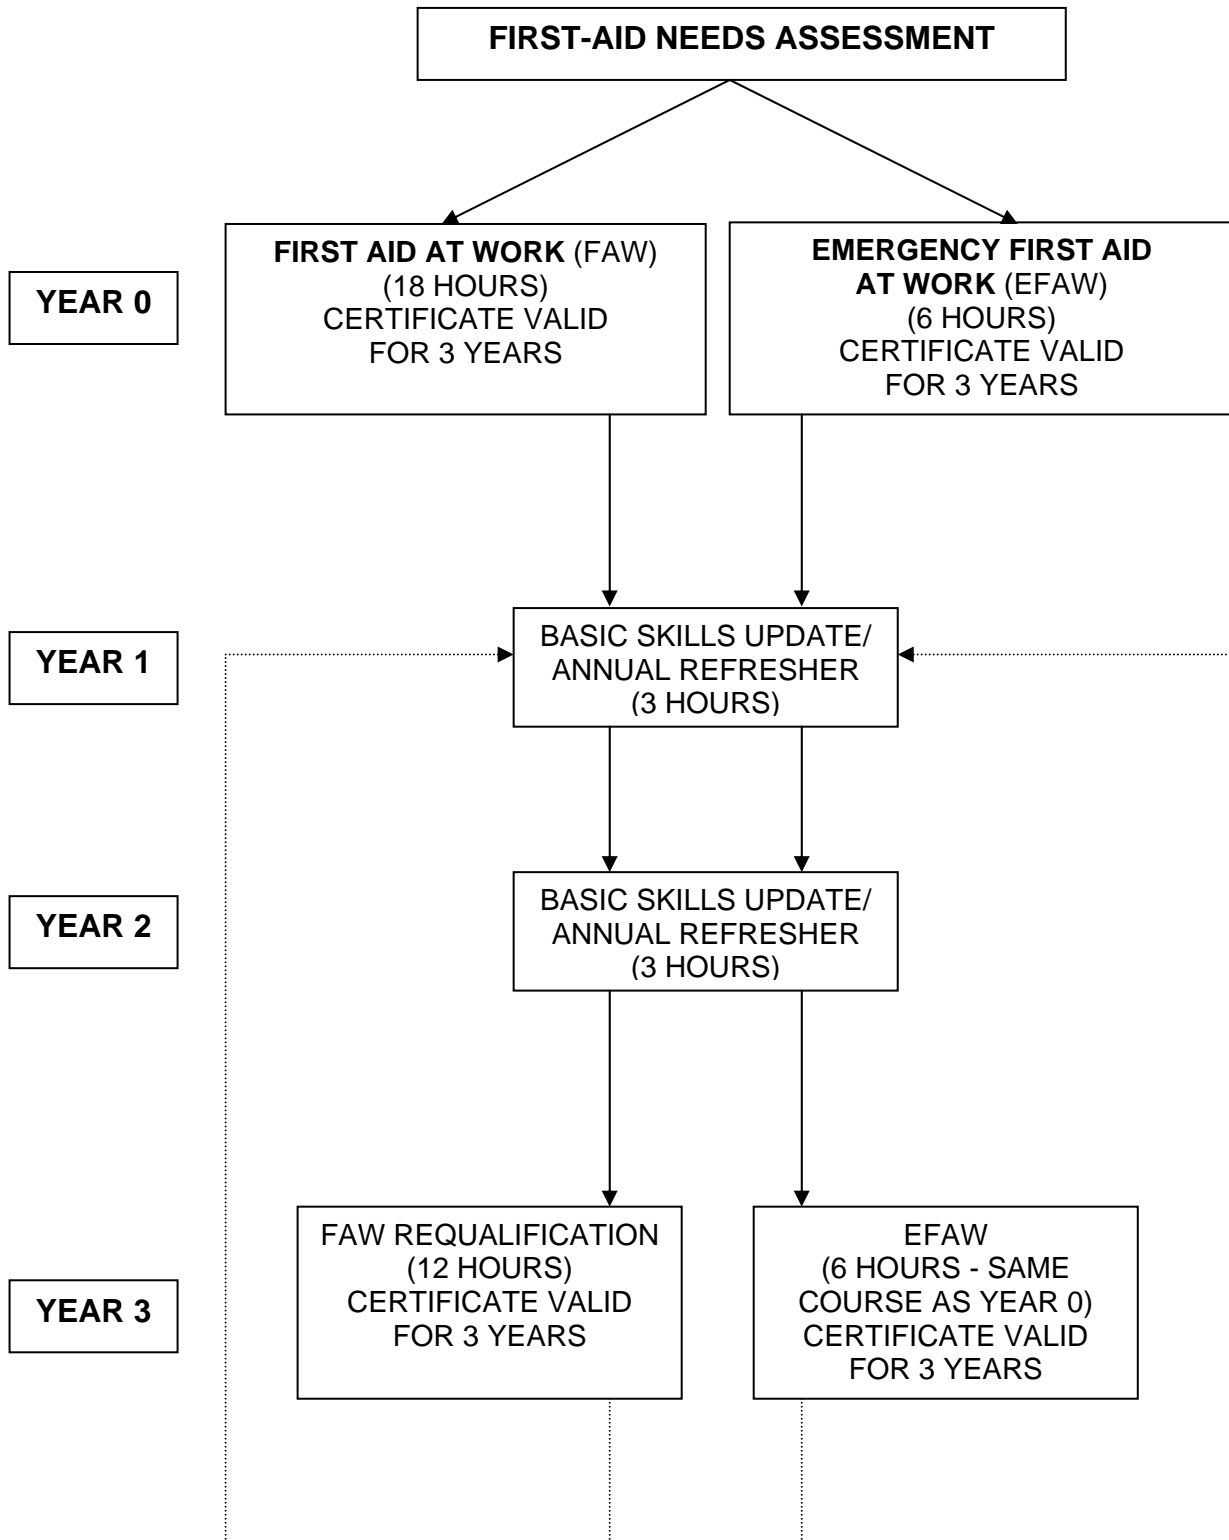 FIRST-AID NEEDS ASSESSMENT
YEAR 0
FIRST AID AT WORK (FAW)
(18 HOURS)
CERTIFICATE VALID
FOR 3 YEARS
EMERGENCY FIRST AID
AT WORK (EFAW)
(6 HOURS)
CERTIFICATE VALID
FOR 3 YEARS
YEAR 1
BASIC SKILLS UPDATE/
ANNUAL REFRESHER
(3 HOURS)
YEAR 2
BASIC SKILLS UPDATE/
ANNUAL REFRESHER
(3 HOURS)
YEAR 3
FAW REQUALIFICATION
(12 HOURS)
CERTIFICATE VALID
FOR 3 YEARS
EFAW
(6 HOURS - SAME
COURSE AS YEAR 0)
CERTIFICATE VALID
FOR 3 YEARS